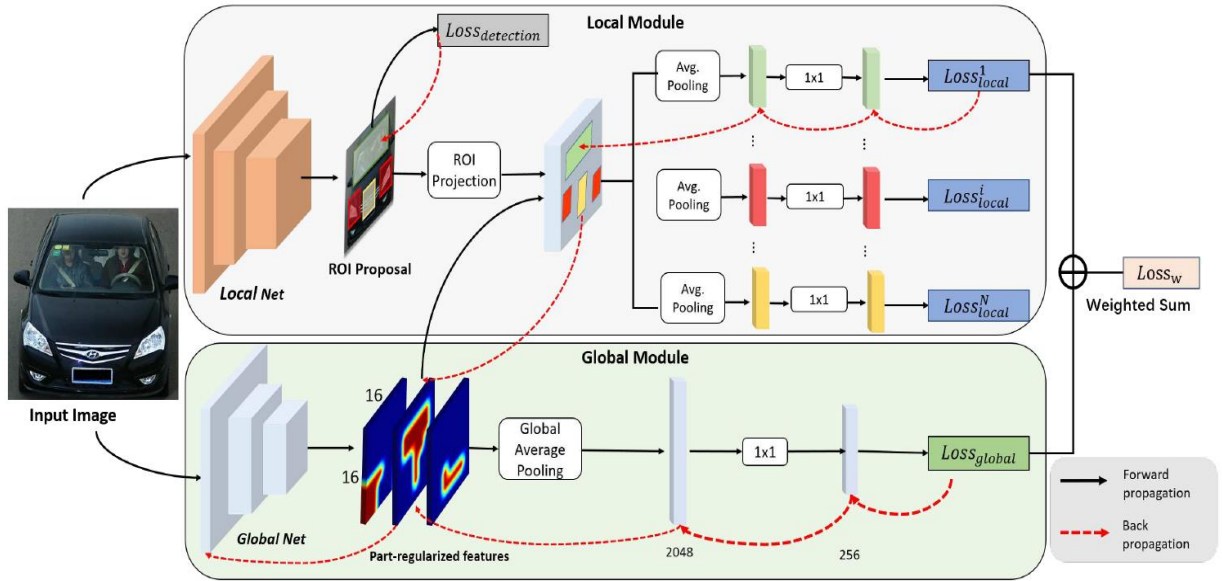 Local Module
Loss_detection
Avg.
Pooling
1x1
Loss^1_local
ROI
Projection
Avg.
Pooling
1x1
Loss^i_local
ROI Proposal
Local Net
Avg.
Pooling
1x1
Loss^N_local
Loss_w
Weighted Sum
Input Image
Global Module
16
16
Global
Average
Pooling
1x1
Loss_global
Global Net
Part-regularized features
2048
256
Forward
propagation
Back
propagation